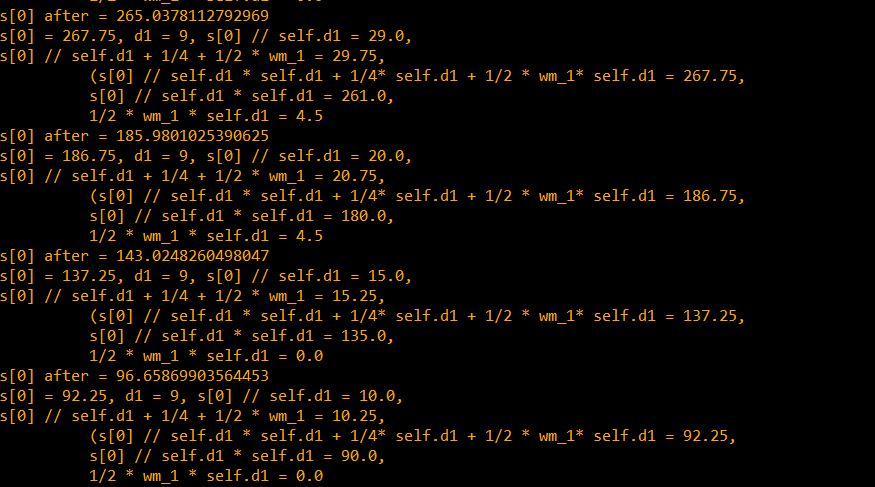 s[0] after = 265.0378112792969
s[0] = 267.75, d1 = 9, s[0] // self.d1 = 29.0,
s[0] // self.d1 + 1/4 + 1/2 * wm_1 = 29.75,
(s[0] // self.d1 * self.d1 + 1/4* self.d1 + 1/2 * wm_1* self.d1 = 267.75,
s[0] // self.d1 * self.d1 = 261.0,
1/2 * wm_1 * self.d1 = 4.5
s[0] after = 185.9801025390625
s[0] = 186.75, d1 = 9, s[0] // self.d1 = 20.0,
s[0] // self.d1 + 1/4 + 1/2 * wm_1 = 20.75,
(s[0] // self.d1 * self.d1 + 1/4* self.d1 + 1/2 * wm_1* self.d1 = 186.75,
s[0] // self.d1 * self.d1 = 180.0,
1/2 * wm_1 * self.d1 = 4.5
s[0] after = 143.0248260498047
s[0] = 137.25, d1 = 9, s[0] // self.d1 = 15.0,
s[0] // self.d1 + 1/4 + 1/2 * wm_1 = 15.25,
(s[0] // self.d1 * self.d1 + 1/4* self.d1 + 1/2 * wm_1* self.d1 = 137.25,
s[0] // self.d1 * self.d1 = 135.0,
1/2 * wm_1 * self.d1 = 0.0
s[0] after = 96.65869903564453
s[0] = 92.25, d1 = 9, s[0] // self.d1 = 10.0,
s[0] // self.d1 + 1/4 + 1/2 * wm_1 = 10.25,
(s[0] // self.d1 * self.d1 + 1/4* self.d1 + 1/2 * wm_1* self.d1 = 92.25,
s[0] // self.d1 * self.d1 = 90.0,
1/2 * wm_1 * self.d1 = 0.0